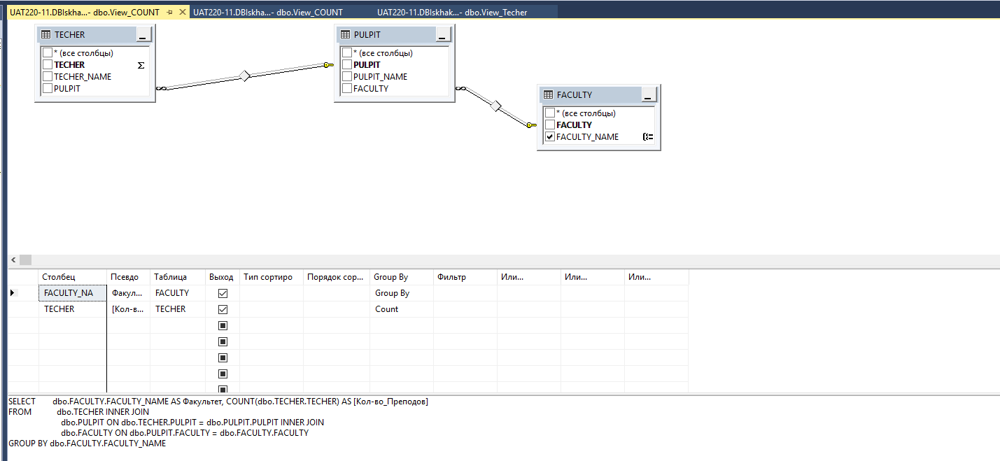 UAT220-11.DBIskha...- dbo.View_COUNT
UAT220-11.DBIskha...- dbo.View_COUNT
UAT220-11.DBIskhak...- dbo.View_Techer
TECHER
* (все столбцы)
TECHER
TECHER_NAME
PULPIT
PULPIT
* (все столбцы)
PULPIT
PULPIT_NAME
FACULTY
FACULTY
* (все столбцы)
FACULTY
FACULTY_NAME
Столбец Псевдо Таблица Выход Тип сортиро Порядок сор... Group By Фильтр Или... Или... Или...
FACULTY_NA Факул... FACULTY Group By
TECHER [Кол-в... TECHER Count
SELECT dbo.FACULTY.FACULTY_NAME AS Факультет, COUNT(dbo.TECHER.TECHER) AS [Кол-во_Преподов]
FROM dbo.TECHER INNER JOIN
dbo.PULPIT ON dbo.TECHER.PULPIT = dbo.PULPIT.PULPIT INNER JOIN
dbo.FACULTY ON dbo.PULPIT.FACULTY = dbo.FACULTY.FACULTY
GROUP BY dbo.FACULTY.FACULTY_NAME